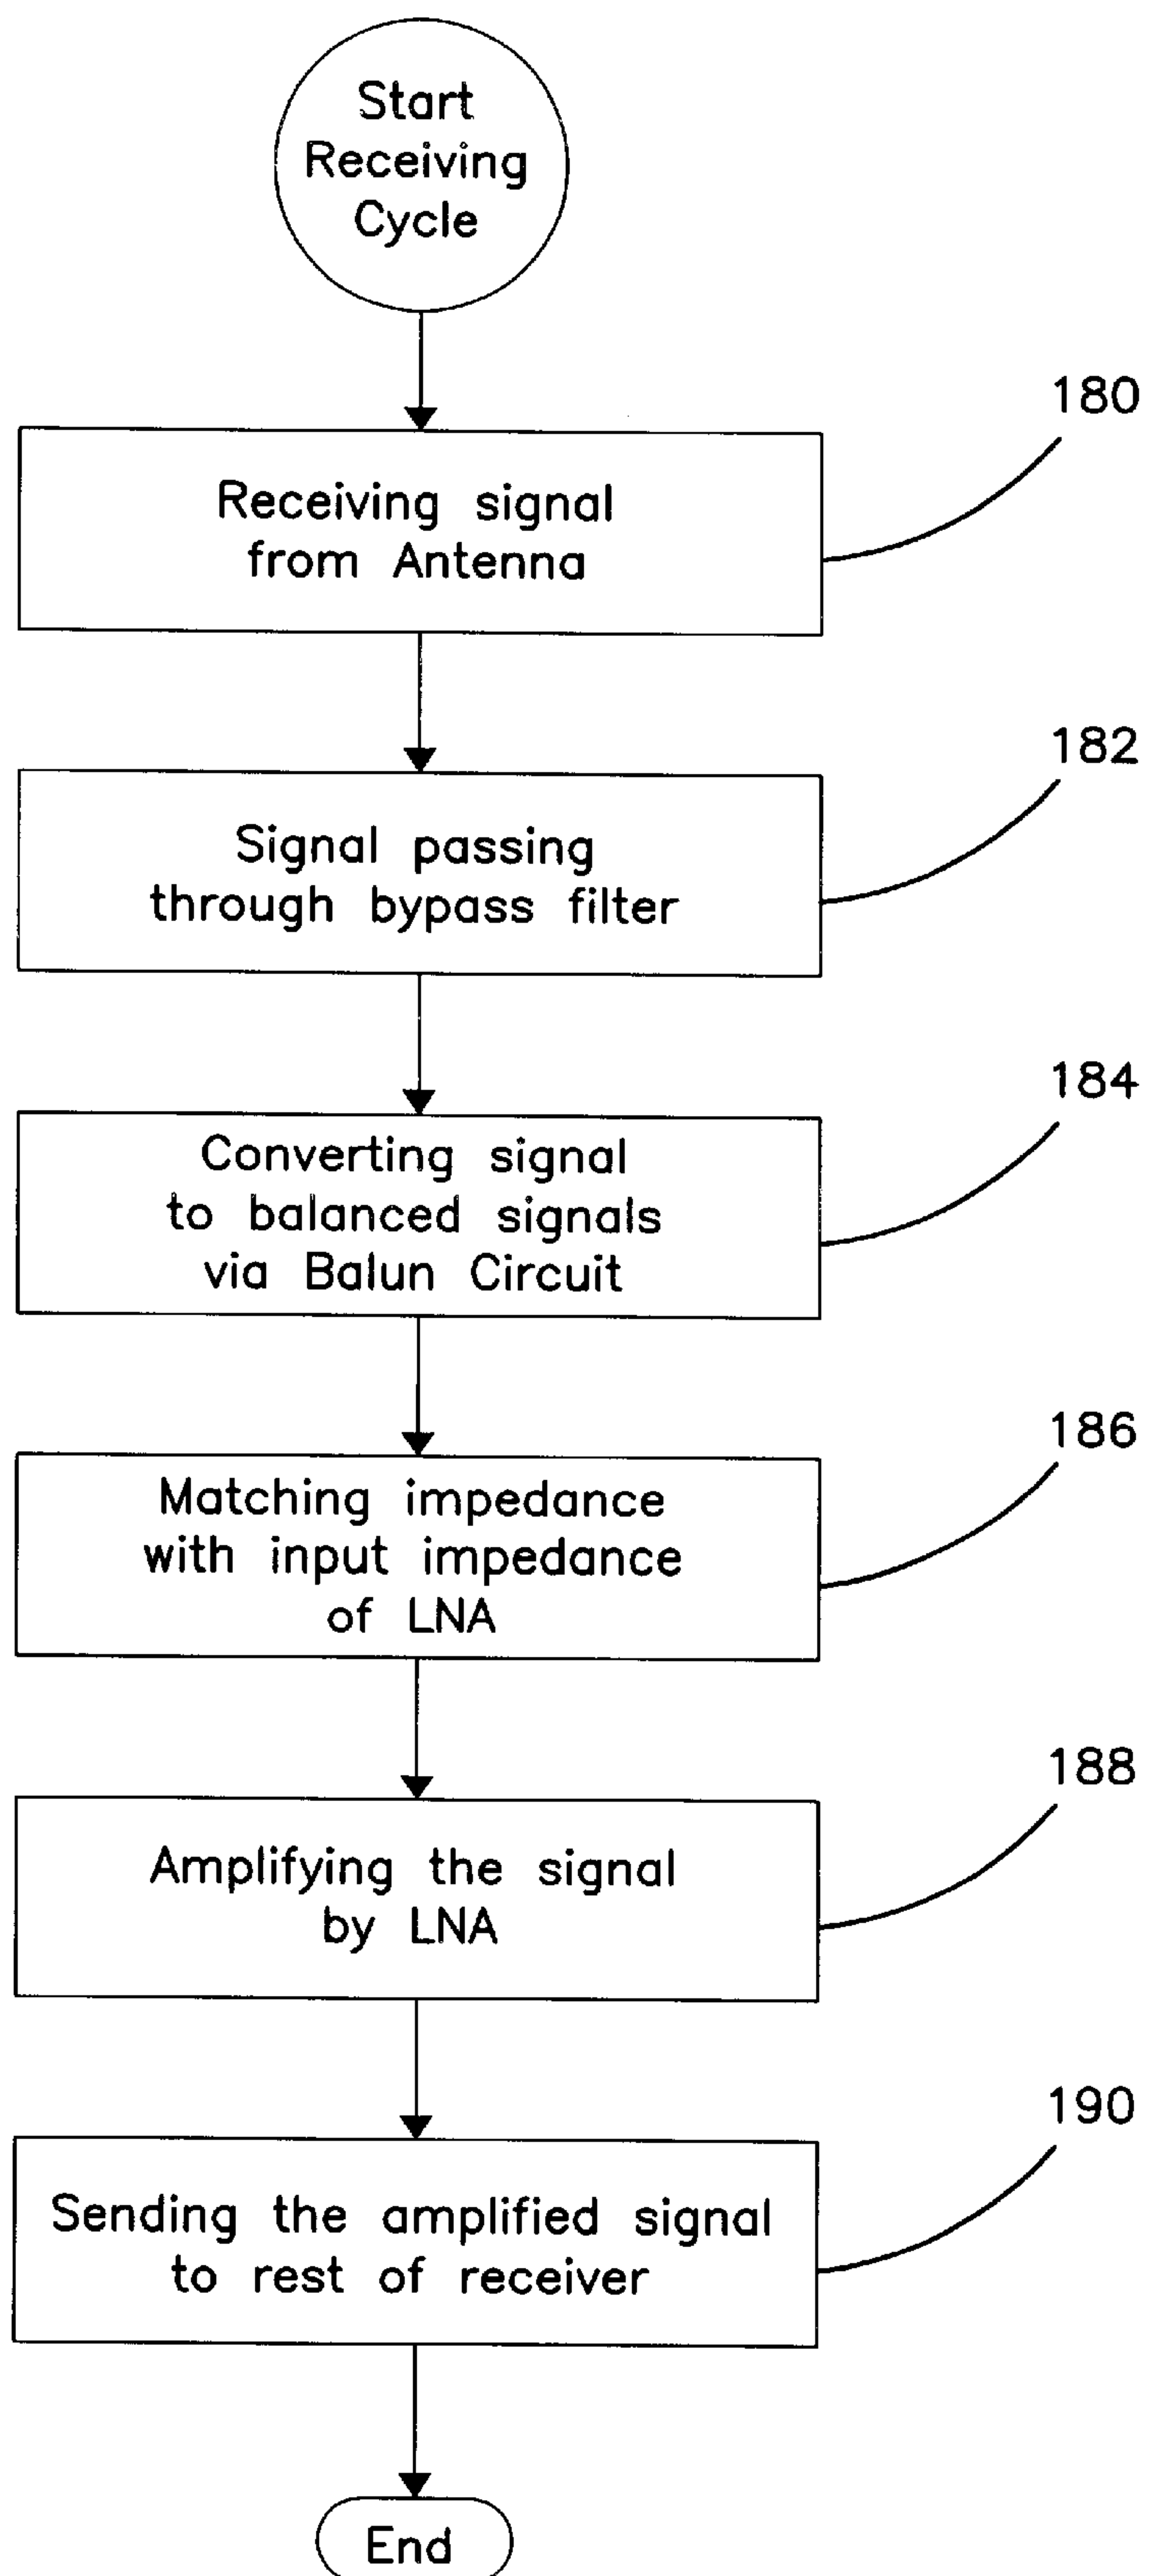 Start
Receiving
Cycle
180
Receiving signal
from Antenna
182
Signal passing
through bypass filter
184
Converting signal
to balanced signals
via Balun Circuit
186
Matching impedance
with input impedance
of LNA
188
Amplifying the signal
by LNA
190
Sending the amplified signal
to rest of receiver
End